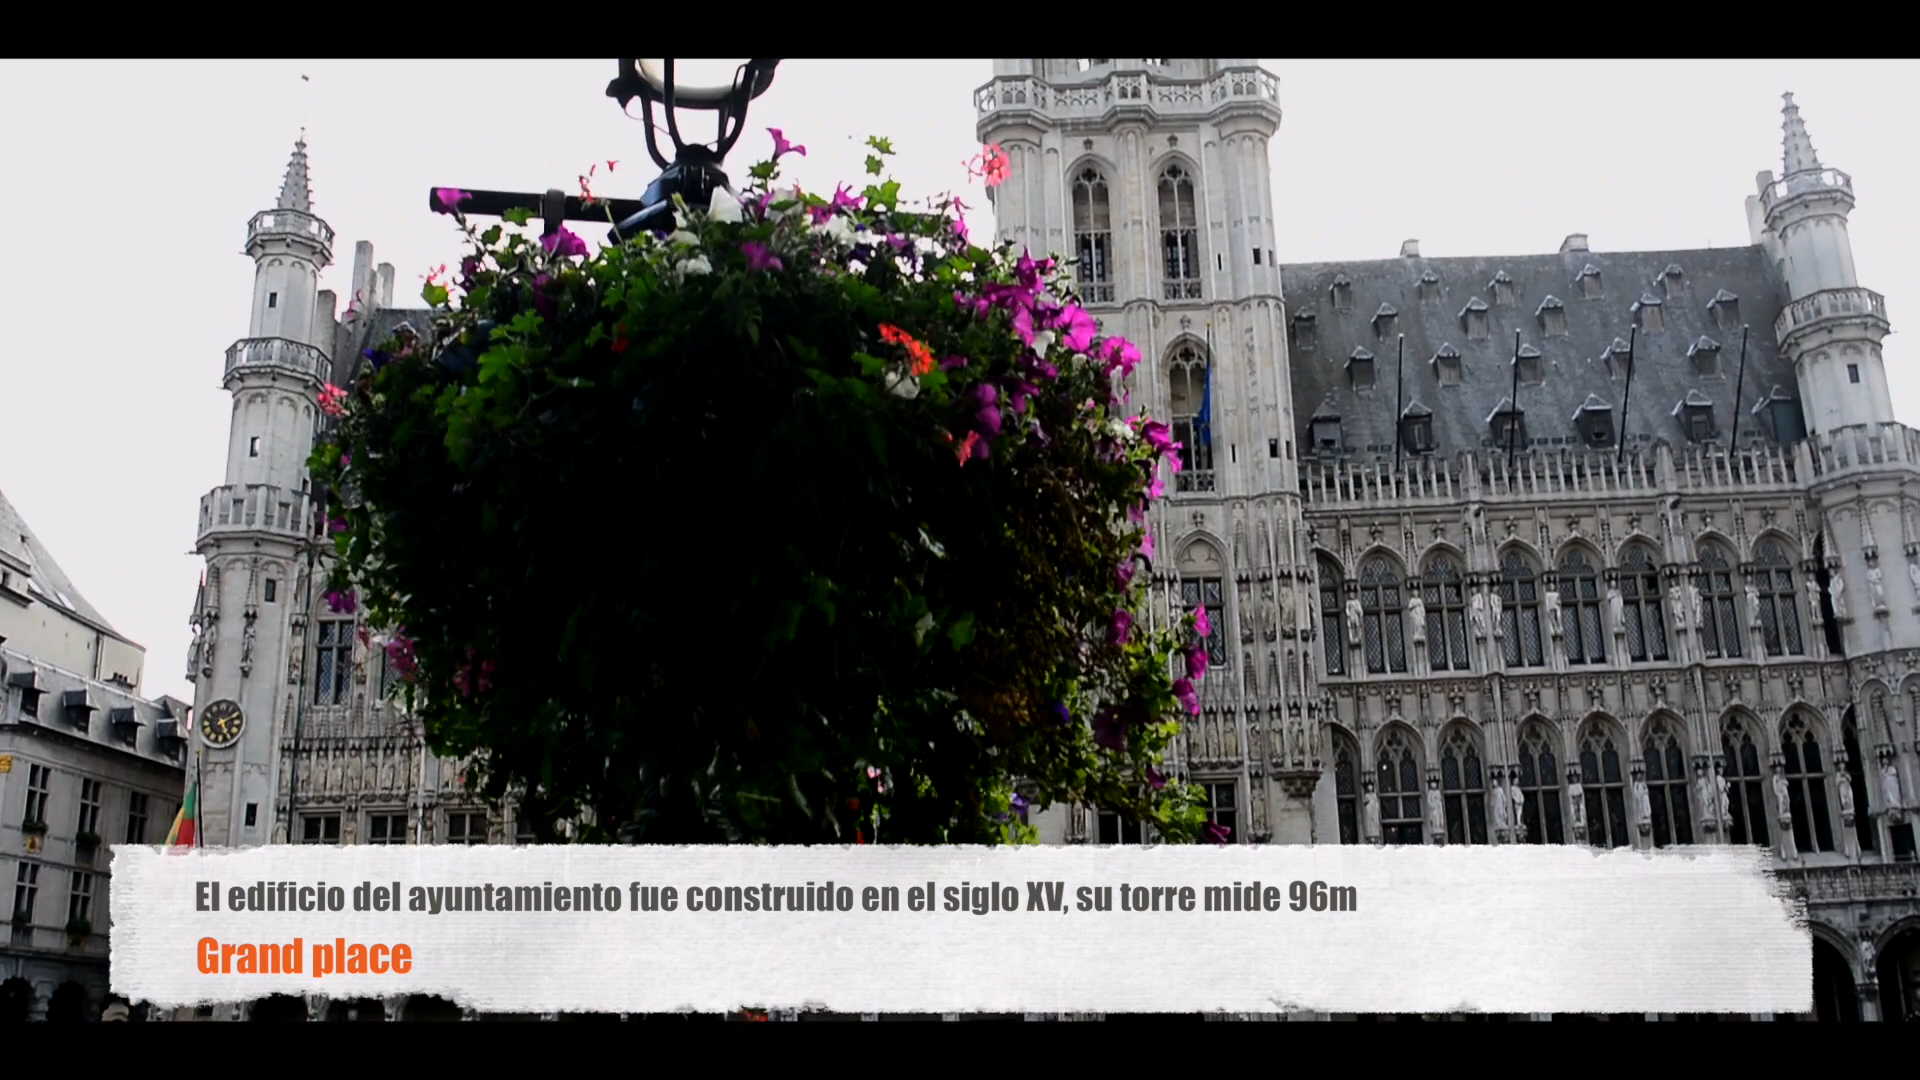 El edificio del ayuntamiento fue construido en el siglo XV, su torre mide 96m
Grand place